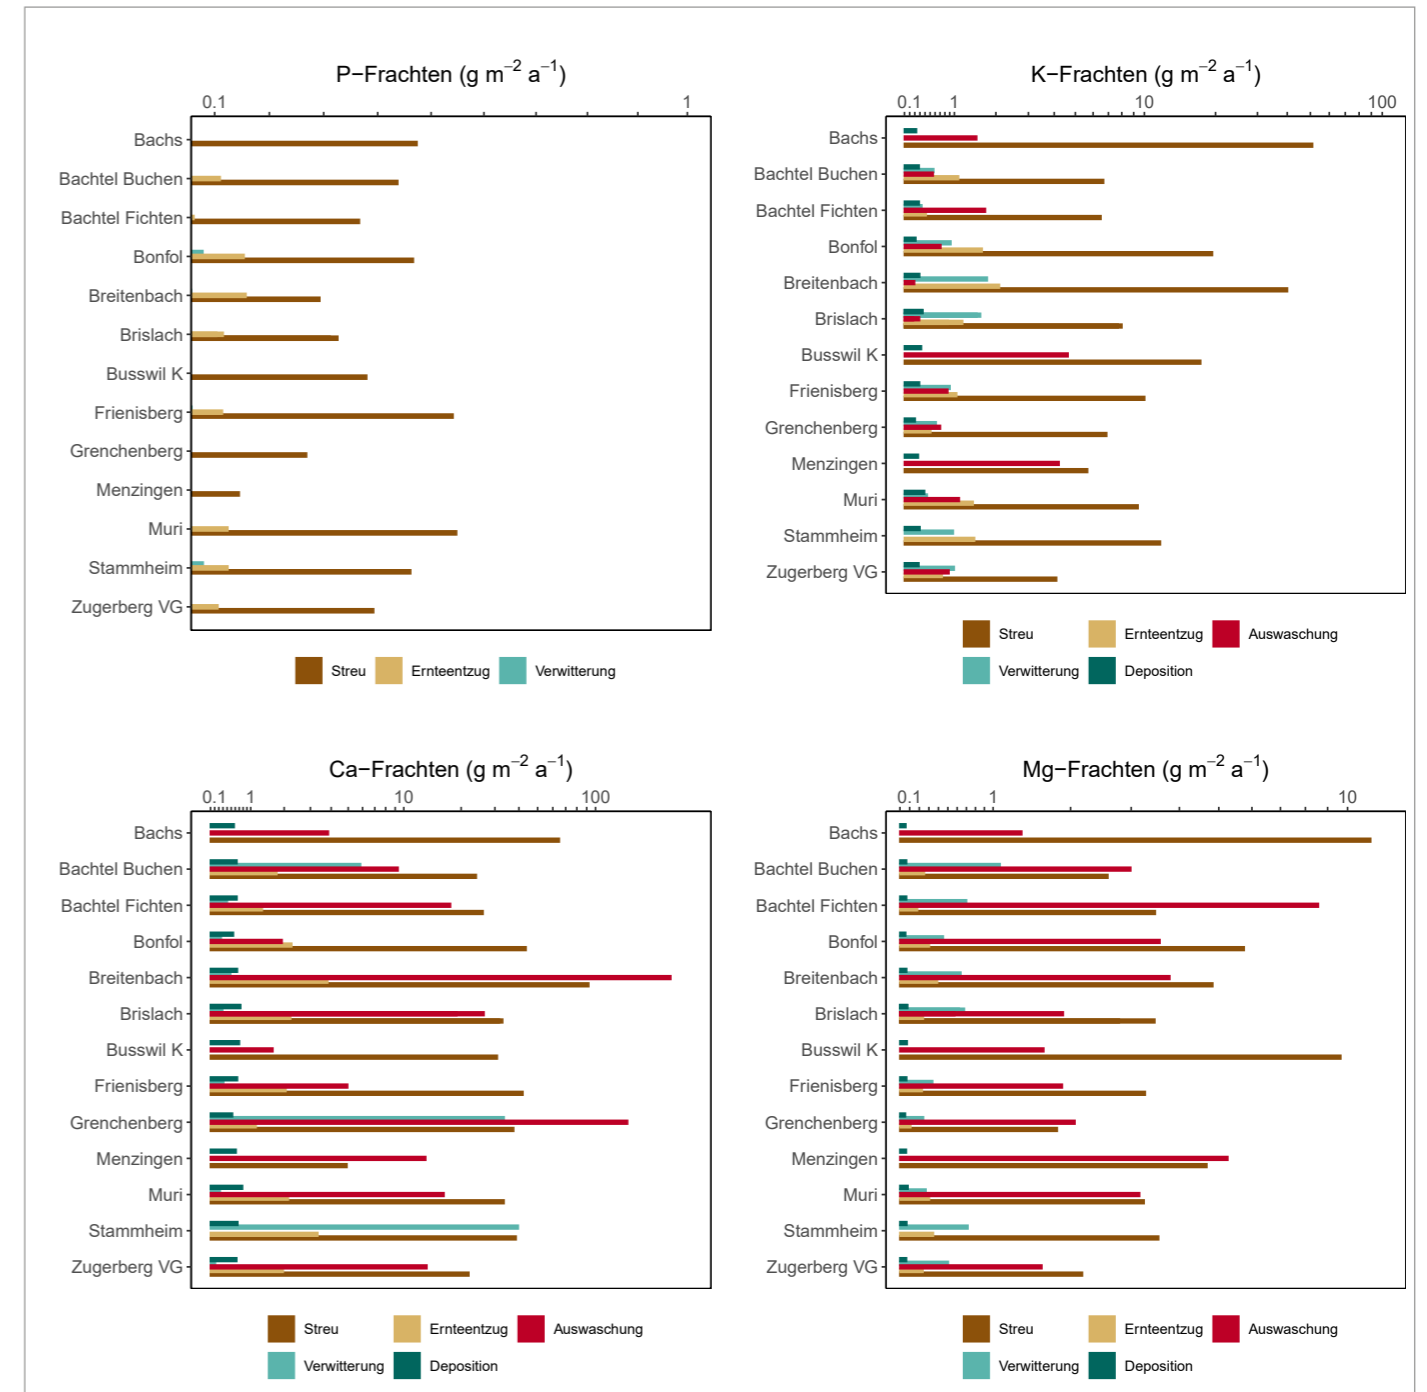 P−Frachten (g m⁻² a⁻¹)
0.1 1
Bachs
Bachtel Buchen
Bachtel Fichten
Bonfol
Breitenbach
Brislach
Busswil K
Frienisberg
Grenchenberg
Menzingen
Muri
Stammheim
Zugerberg VG
Streu Ernteentzug Verwitterung
K−Frachten (g m⁻² a⁻¹)
0.1 1 10 100
Bachs
Bachtel Buchen
Bachtel Fichten
Bonfol
Breitenbach
Brislach
Busswil K
Frienisberg
Grenchenberg
Menzingen
Muri
Stammheim
Zugerberg VG
Streu Ernteentzug Auswaschung
Verwitterung Deposition
Ca−Frachten (g m⁻² a⁻¹)
0.1 1 10 100
Bachs
Bachtel Buchen
Bachtel Fichten
Bonfol
Breitenbach
Brislach
Busswil K
Frienisberg
Grenchenberg
Menzingen
Muri
Stammheim
Zugerberg VG
Streu Ernteentzug Auswaschung
Verwitterung Deposition
Mg−Frachten (g m⁻² a⁻¹)
0.1 1 10
Bachs
Bachtel Buchen
Bachtel Fichten
Bonfol
Breitenbach
Brislach
Busswil K
Frienisberg
Grenchenberg
Menzingen
Muri
Stammheim
Zugerberg VG
Streu Ernteentzug Auswaschung
Verwitterung Deposition